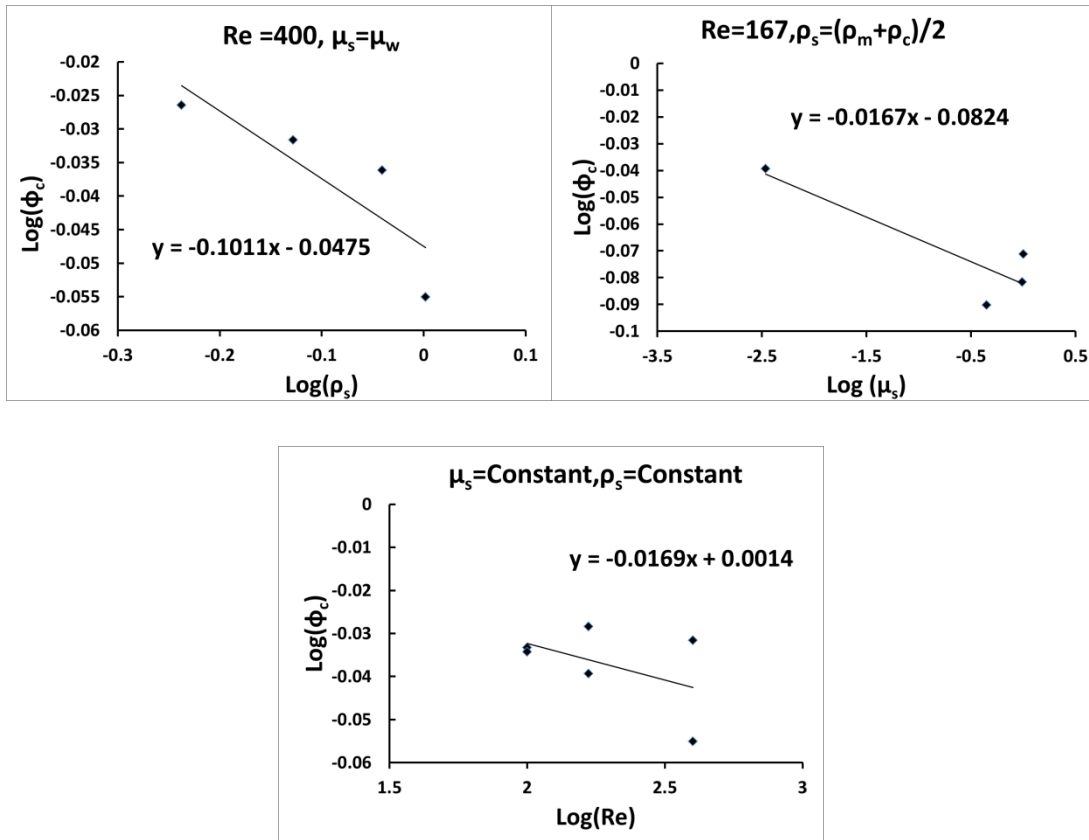 Re =400, μs=μw
-0.02
-0.025
-0.03
-0.035
-0.04
-0.045
-0.05
-0.055
-0.06
Log(ϕc)
y = -0.1011x - 0.0475
-0.3 -0.2 -0.1 0 0.1
Log(ρs)
Re=167,ρs=(ρm+ρc)/2
0
-0.01
-0.02
-0.03
-0.04
-0.05
-0.06
-0.07
-0.08
-0.09
-0.1
Log(ϕc)
y = -0.0167x - 0.0824
-3.5 -2.5 -1.5 -0.5 0.5
Log (μs)
μs=Constant,ρs=Constant
0
-0.01
-0.02
-0.03
-0.04
-0.05
-0.06
Log(ϕc)
y = -0.0169x + 0.0014
1.5 2 2.5 3
Log(Re)